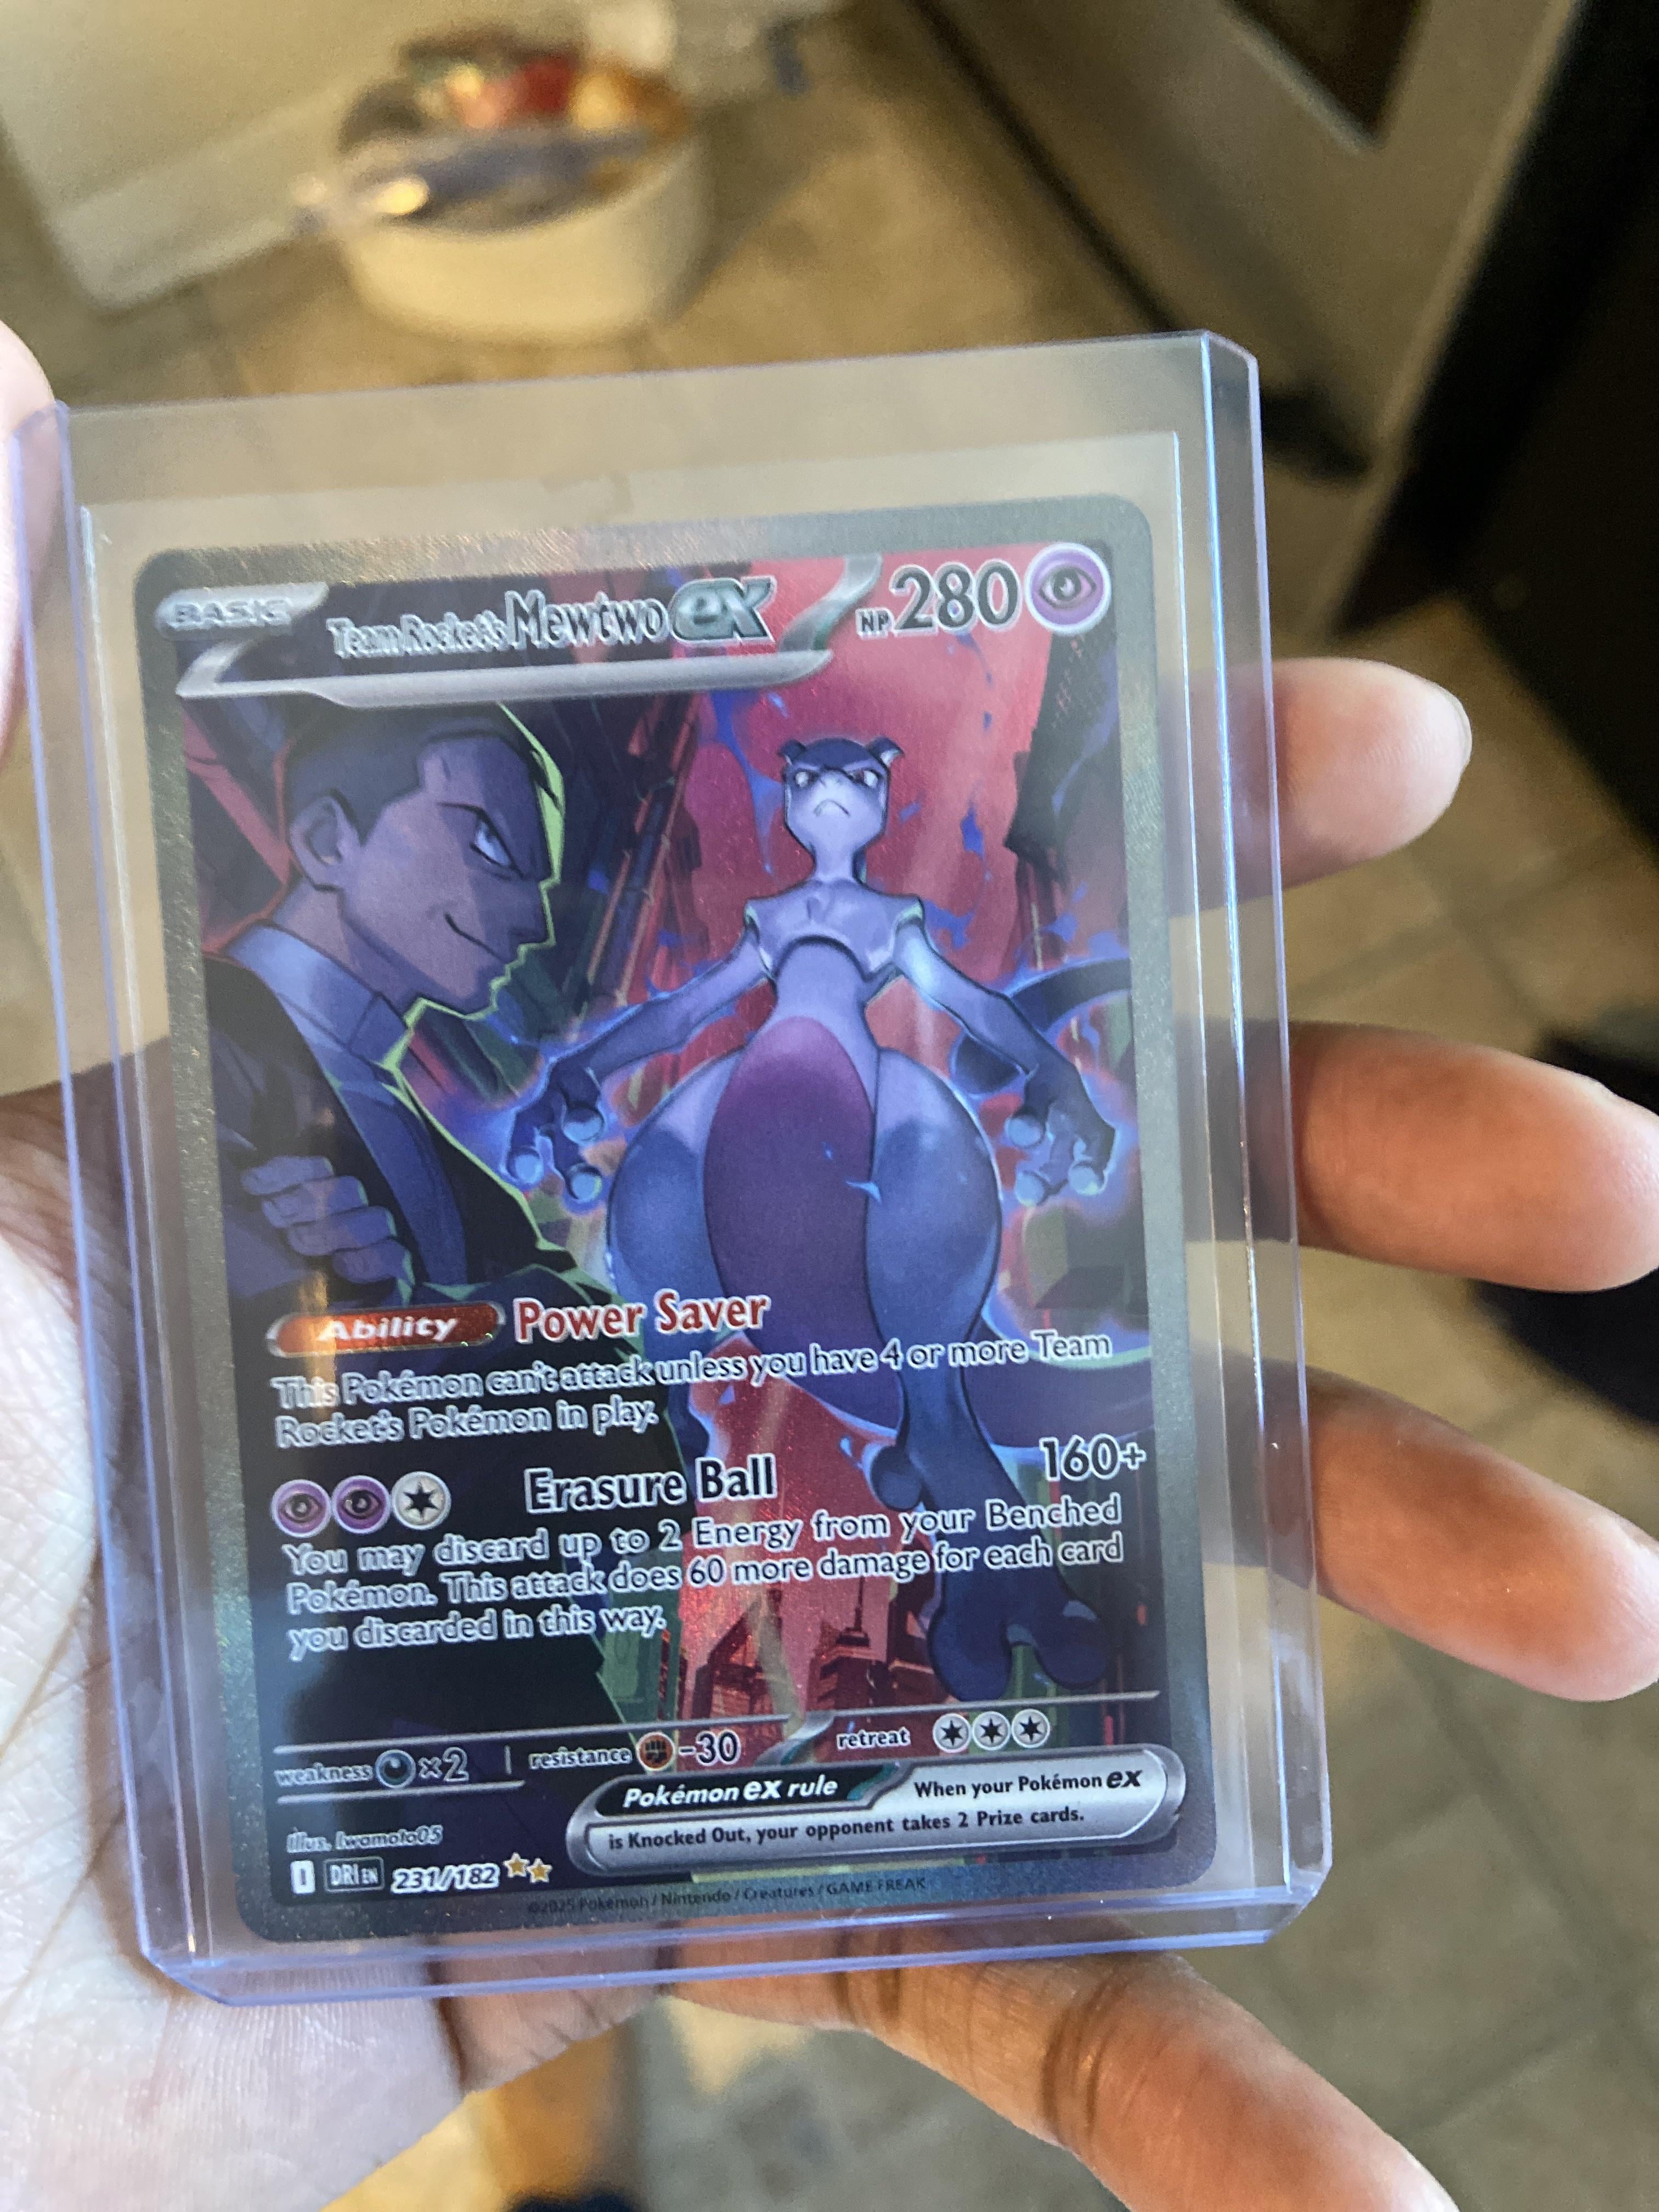 BASIC Team Rocket's Mewtwo ex HP 280
Ability Power Saver
This Pokémon can't attack unless you have 4 or more Team
Rocket's Pokémon in play.
Erasure Ball 160+
You may discard up to 2 Energy from your Benched
Pokémon. This attack does 60 more damage for each card
you discarded in this way.
weakness ×2 resistance -30 retreat
Pokémon ex rule When your Pokémon ex
is Knocked Out, your opponent takes 2 Prize cards.
Illus. Iwamoto05
I DRI EN 231/182
©2025 Pokémon / Nintendo / Creatures / GAME FREAK